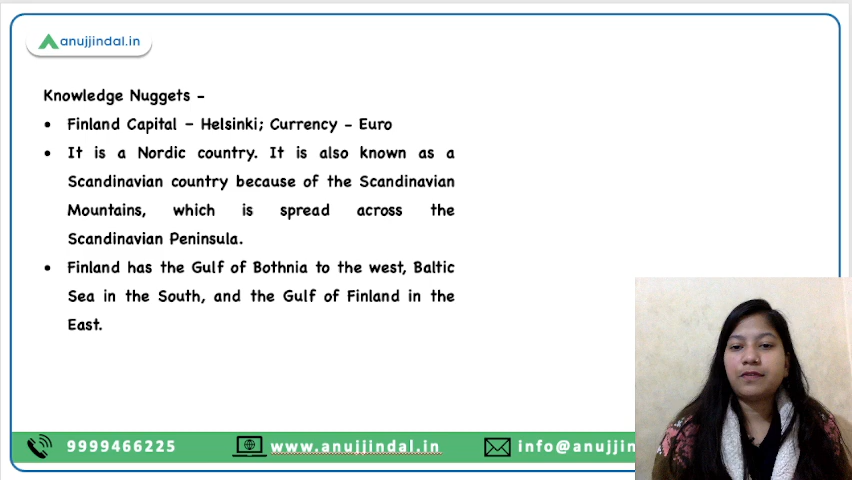 anujjindal.in
Knowledge Nuggets –
• Finland Capital – Helsinki; Currency – Euro
• It is a Nordic country. It is also known as a
Scandinavian country because of the Scandinavian
Mountains, which is spread across the
Scandinavian Peninsula.
• Finland has the Gulf of Bothnia to the west, Baltic
Sea in the South, and the Gulf of Finland in the
East.
9999466225 www.anujjindal.in info@anujjin